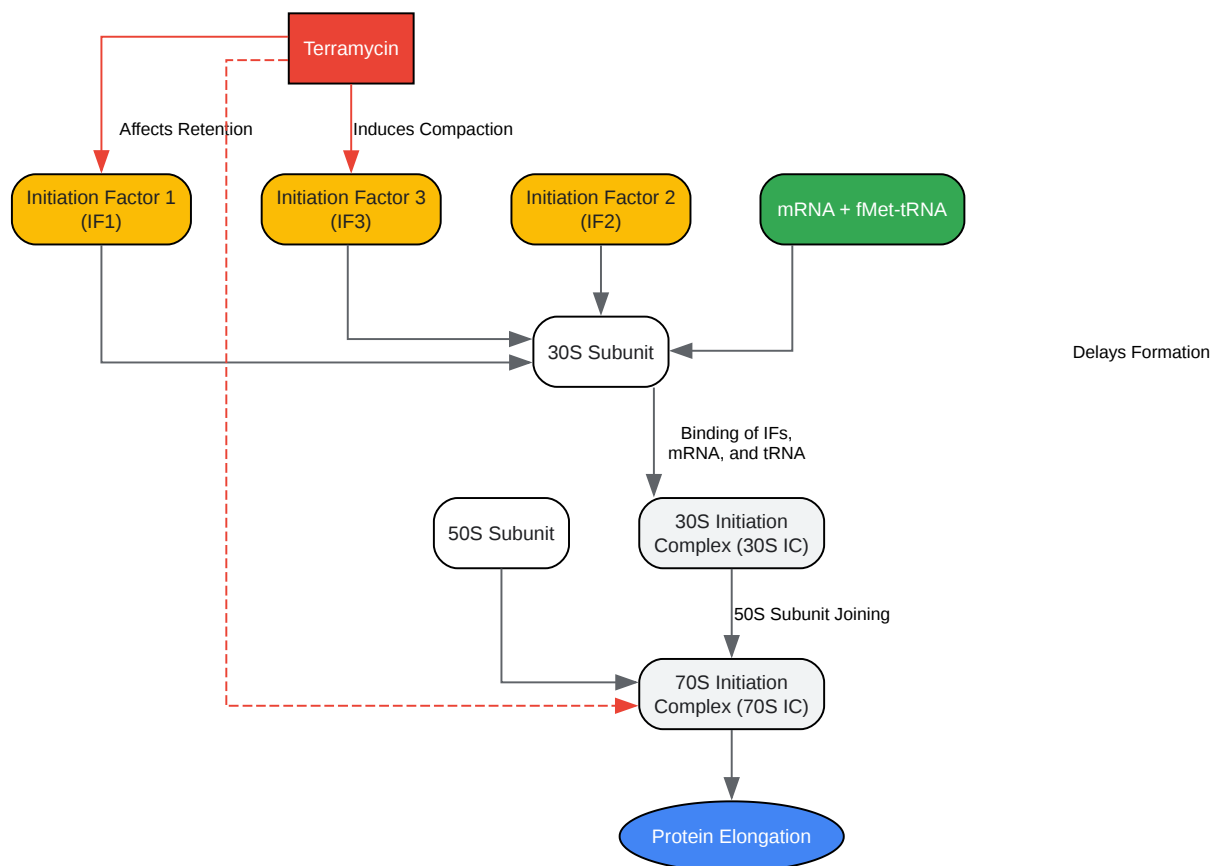 Terramycin
Affects Retention
Induces Compaction
Initiation Factor 1
(IF1)
Initiation Factor 3
(IF3)
Initiation Factor 2
(IF2)
mRNA + fMet-tRNA
30S Subunit
Delays Formation
Binding of IFs,
mRNA, and tRNA
50S Subunit
30S Initiation
Complex (30S IC)
50S Subunit Joining
70S Initiation
Complex (70S IC)
Protein Elongation